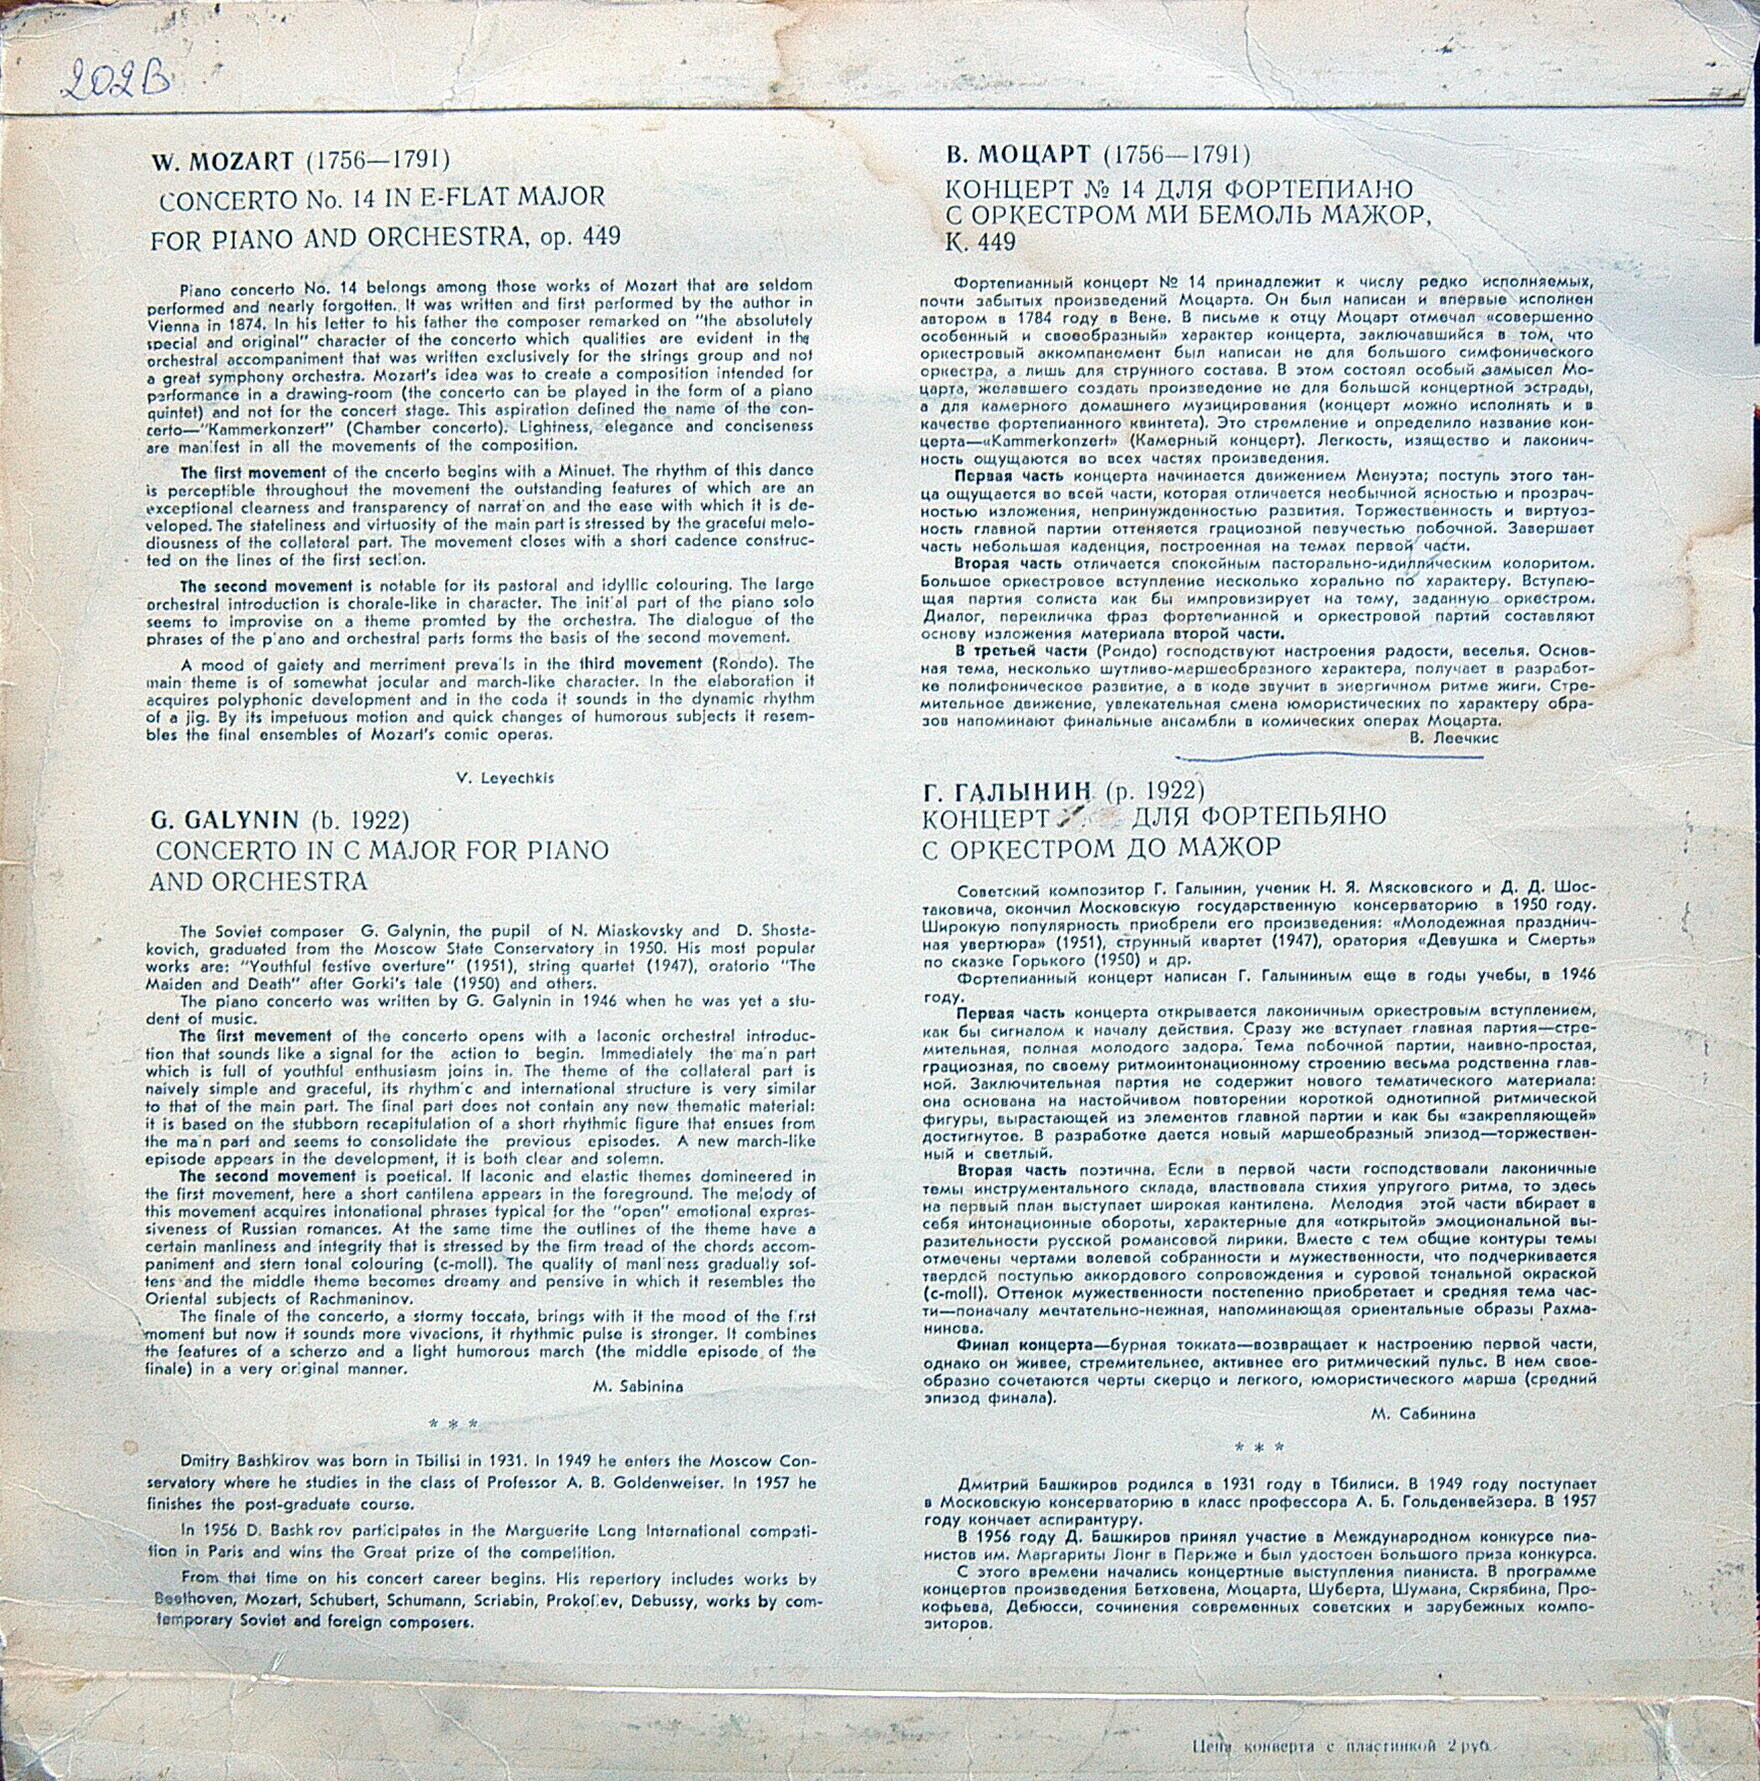 202В
W. MOZART (1756—1791)
CONCERTO No. 14 IN E-FLAT MAJOR
FOR PIANO AND ORCHESTRA, op. 449
Piano concerto No. 14 belongs among those works of Mozart that are seldom
performed and nearly forgotten. It was written and first performed by the author in
Vienna in 1874. In his letter to his father the composer remarked on "the absolutely
special and original" character of the concerto which qualities are evident in the
orchestral accompaniment that was written exclusively for the strings group and not
a great symphony orchestra. Mozart's idea was to create a composition intended for
performance in a drawing-room (the concerto can be played in the form of a piano
quintet) and not for the concert stage. This aspiration defined the name of the con-
certo—"Kammerkonzert" (Chamber concerto). Lightness, elegance and conciseness
are manifest in all the movements of the composition.
The first movement of the cncerto begins with a Minuet. The rhythm of this dance
is perceptible throughout the movement the outstanding features of which are an
exceptional clearness and transparency of narration and the ease with which it is de-
veloped. The stateliness and virtuosity of the main part is stressed by the graceful melo-
diousness of the collateral part. The movement closes with a short cadence construc-
ted on the lines of the first section.
The second movement is notable for its pastoral and idyllic colouring. The large
orchestral introduction is chorale-like in character. The initial part of the piano solo
seems to improvise on a theme promted by the orchestra. The dialogue of the
phrases of the piano and orchestral parts forms the basis of the second movement.
A mood of gaiety and merriment prevails in the third movement (Rondo). The
main theme is of somewhat jocular and march-like character. In the elaboration it
acquires polyphonic development and in the coda it sounds in the dynamic rhythm
of a jig. By its impetuous motion and quick changes of humorous subjects it resem-
bles the final ensembles of Mozart's comic operas.
V. Leyechkis
G. GALYNIN (b. 1922)
CONCERTO IN C MAJOR FOR PIANO
AND ORCHESTRA
The Soviet composer G. Galynin, the pupil of N. Miaskovsky and D. Shosta-
kovich, graduated from the Moscow State Conservatory in 1950. His most popular
works are: "Youthful festive overture" (1951), string quartet (1947), oratorio "The
Maiden and Death" after Gorki's tale (1950) and others.
The piano concerto was written by G. Galynin in 1946 when he was yet a stu-
dent of music.
The first mevement of the concerto opens with a laconic orchestral introduc-
tion that sounds like a signal for the action to begin. Immediately the main part
which is full of youthful enthusiasm joins in. The theme of the collateral part is
naively simple and graceful, its rhythmic and international structure is very similar
to that of the main part. The final part does not contain any new thematic material:
it is based on the stubborn recapitulation of a short rhythmic figure that ensues from
the main part and seems to consolidate the previous episodes. A new march-like
episode appears in the development, it is both clear and solemn.
The second movement is poetical. If laconic and elastic themes domineered in
the first movement, here a short cantilena appears in the foreground. The melody of
this movement acquires intonational phrases typical for the "open" emotional expres-
siveness of Russian romances. At the same time the outlines of the theme have a
certain manliness and integrity that is stressed by the firm tread of the chords accom-
paniment and stern tonal colouring (c-moll). The quality of manliness gradually sof-
tens and the middle theme becomes dreamy and pensive in which it resembles the
Oriental subjects of Rachmaninov.
The finale of the concerto, a stormy toccata, brings with it the mood of the first
moment but now it sounds more vivacions, it rhythmic pulse is stronger. It combines
the features of a scherzo and a light humorous march (the middle episode of the
finale) in a very original manner.
M. Sabinina
* * *
Dmitry Bashkirov was born in Tbilisi in 1931. In 1949 he enters the Moscow Con-
servatory where he studies in the class of Professor A. B. Goldenweiser. In 1957 he
finishes the post-graduate course.
In 1956 D. Bashkirov participates in the Marguerite Long International competi-
tion in Paris and wins the Great prize of the competition.
From that time on his concert career begins. His repertory includes works by
Beethoven, Mozart, Schubert, Schumann, Scriabin, Prokofiev, Debussy, works by com-
temporary Soviet and foreign composers.
В. МОЦАРТ (1756—1791)
КОНЦЕРТ № 14 ДЛЯ ФОРТЕПИАНО
С ОРКЕСТРОМ МИ БЕМОЛЬ МАЖОР,
К. 449
Фортепианный концерт № 14 принадлежит к числу редко исполняемых,
почти забытых произведений Моцарта. Он был написан и впервые исполнен
автором в 1784 году в Вене. В письме к отцу Моцарт отмечал «совершенно
особенный и своеобразный» характер концерта, заключавшийся в том, что
оркестровый аккомпанемент был написан не для большого симфонического
оркестра, а лишь для струнного состава. В этом состоял особый замысел Мо-
царта, желавшего создать произведение не для большой концертной эстрады,
а для камерного домашнего музицирования (концерт можно исполнять и в
качестве фортепианного квинтета). Это стремление и определило название кон-
церта—«Kammerkonzert» (Камерный концерт). Легкость, изящество и лаконич-
ность ощущаются во всех частях произведения.
Первая часть концерта начинается движением Менуэта; поступь этого тан-
ца ощущается во всей части, которая отличается необычной ясностью и прозрач-
ностью изложения, непринужденностью развития. Торжественность и виртуоз-
ность главной партии оттеняется грациозной певучестью побочной. Завершает
часть небольшая каденция, построенная на темах первой части.
Вторая часть отличается спокойным пасторально-идиллическим колоритом.
Большое оркестровое вступление несколько хорально по характеру. Вступаю-
щая партия солиста как бы импровизирует на тему, заданную оркестром.
Диалог, перекличка фраз фортепианной и оркестровой партий составляют
основу изложения материала второй части.
В третьей части (Рондо) господствуют настроения радости, веселья. Основ-
ная тема, несколько шутливо-маршеобразного характера, получает в разработ-
ке полифоническое развитие, а в коде звучит в энергичном ритме жиги. Стре-
мительное движение, увлекательная смена юмористических по характеру обра-
зов напоминают финальные ансамбли в комических операх Моцарта.
В. Леечкис
Г. ГАЛЫНИН (р. 1922)
КОНЦЕРТ ДЛЯ ФОРТЕПЬЯНО
С ОРКЕСТРОМ ДО МАЖОР
Советский композитор Г. Галынин, ученик Н. Я. Мясковского и Д. Д. Шос-
таковича, окончил Московскую государственную консерваторию в 1950 году.
Широкую популярность приобрели его произведения: «Молодежная празднич-
ная увертюра» (1951), струнный квартет (1947), оратория «Девушка и Смерть»
по сказке Горького (1950) и др.
Фортепианный концерт написан Г. Галыниным еще в годы учебы, в 1946
году.
Первая часть концерта открывается лаконичным оркестровым вступлением,
как бы сигналом к началу действия. Сразу же вступает главная партия—стре-
мительная, полная молодого задора. Тема побочной партии, наивно-простая,
грациозная, по своему ритмоинтонационному строению весьма родственна глав-
ной. Заключительная партия не содержит нового тематического материала:
она основана на настойчивом повторении короткой однотипной ритмической
фигуры, вырастающей из элементов главной партии и как бы «закрепляющей»
достигнутое. В разработке дается новый маршеобразный эпизод—торжествен-
ный и светлый.
Вторая часть поэтична. Если в первой части господствовали лаконичные
темы инструментального склада, властвовала стихия упругого ритма, то здесь
на первый план выступает широкая кантилена. Мелодия этой части вбирает в
себя интонационные обороты, характерные для «открытой» эмоциональной вы-
разительности русской романсовой лирики. Вместе с тем общие контуры темы
отмечены чертами волевой собранности и мужественности, что подчеркивается
твердой поступью аккордового сопровождения и суровой тональной окраской
(c-moll). Оттенок мужественности постепенно приобретает и средняя тема час-
ти—поначалу мечтательно-нежная, напоминающая ориентальные образы Рахма-
нинова.
Финал концерта—бурная токката—возвращает к настроению первой части,
однако он живее, стремительнее, активнее его ритмический пульс. В нем свое-
образно сочетаются черты скерцо и легкого, юмористического марша (средний
эпизод финала).
М. Сабинина
* * *
Дмитрий Башкиров родился в 1931 году в Тбилиси. В 1949 году поступает
в Московскую консерваторию в класс профессора А. Б. Гольденвейзера. В 1957
году кончает аспирантуру.
В 1956 году Д. Башкиров принял участие в Международном конкурсе пиа-
нистов им. Маргариты Лонг в Париже и был удостоен Большого приза конкурса.
С этого времени начались концертные выступления пианиста. В программе
концертов произведения Бетховена, Моцарта, Шуберта, Шумана, Скрябина, Про-
кофьева, Дебюсси, сочинения современных советских и зарубежных компо-
зиторов.
Цена конверта с пластинкой 2 руб.